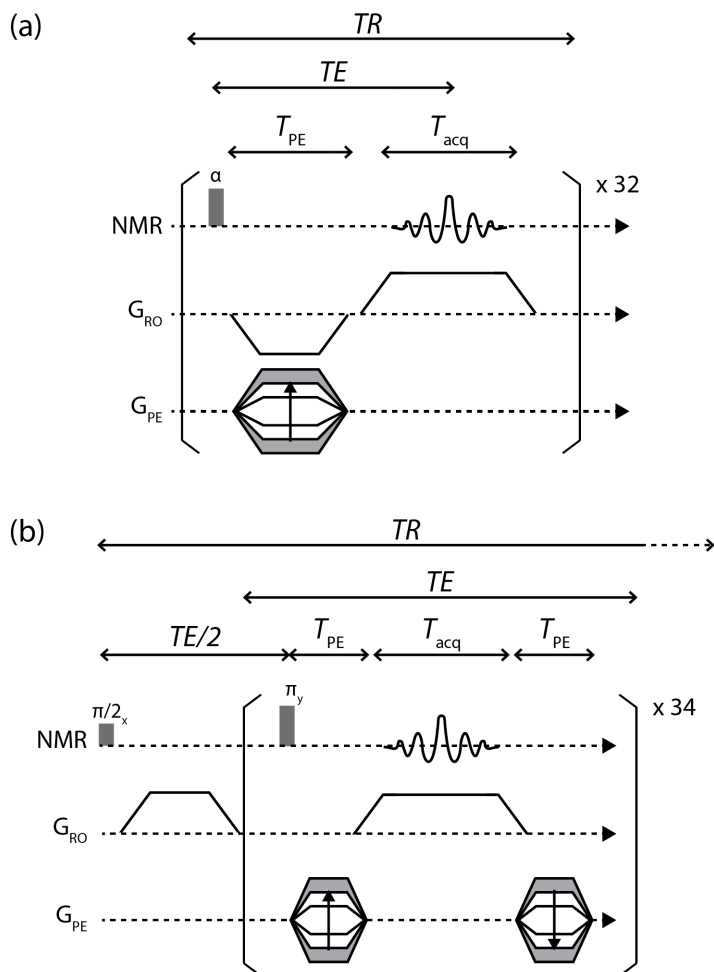 (a)
TR
TE
T_PE T_acq
α
x 32
NMR
G_RO
G_PE
(b)
TR
TE
TE/2 T_PE T_acq T_PE
π/2_x π_y
x 34
NMR
G_RO
G_PE